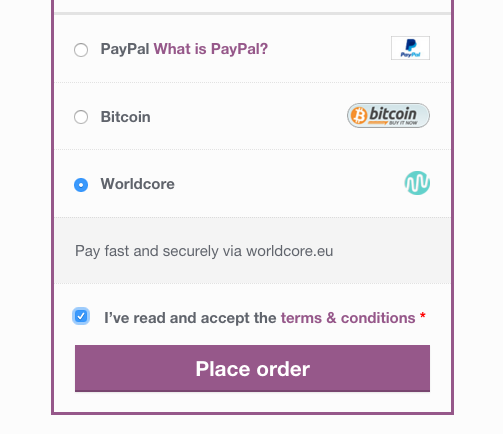 PayPal What is PayPal?
PayPal
Bitcoin
bitcoin
BUY IT NOW
Worldcore
Pay fast and securely via worldcore.eu
I've read and accept the terms & conditions *
Place order